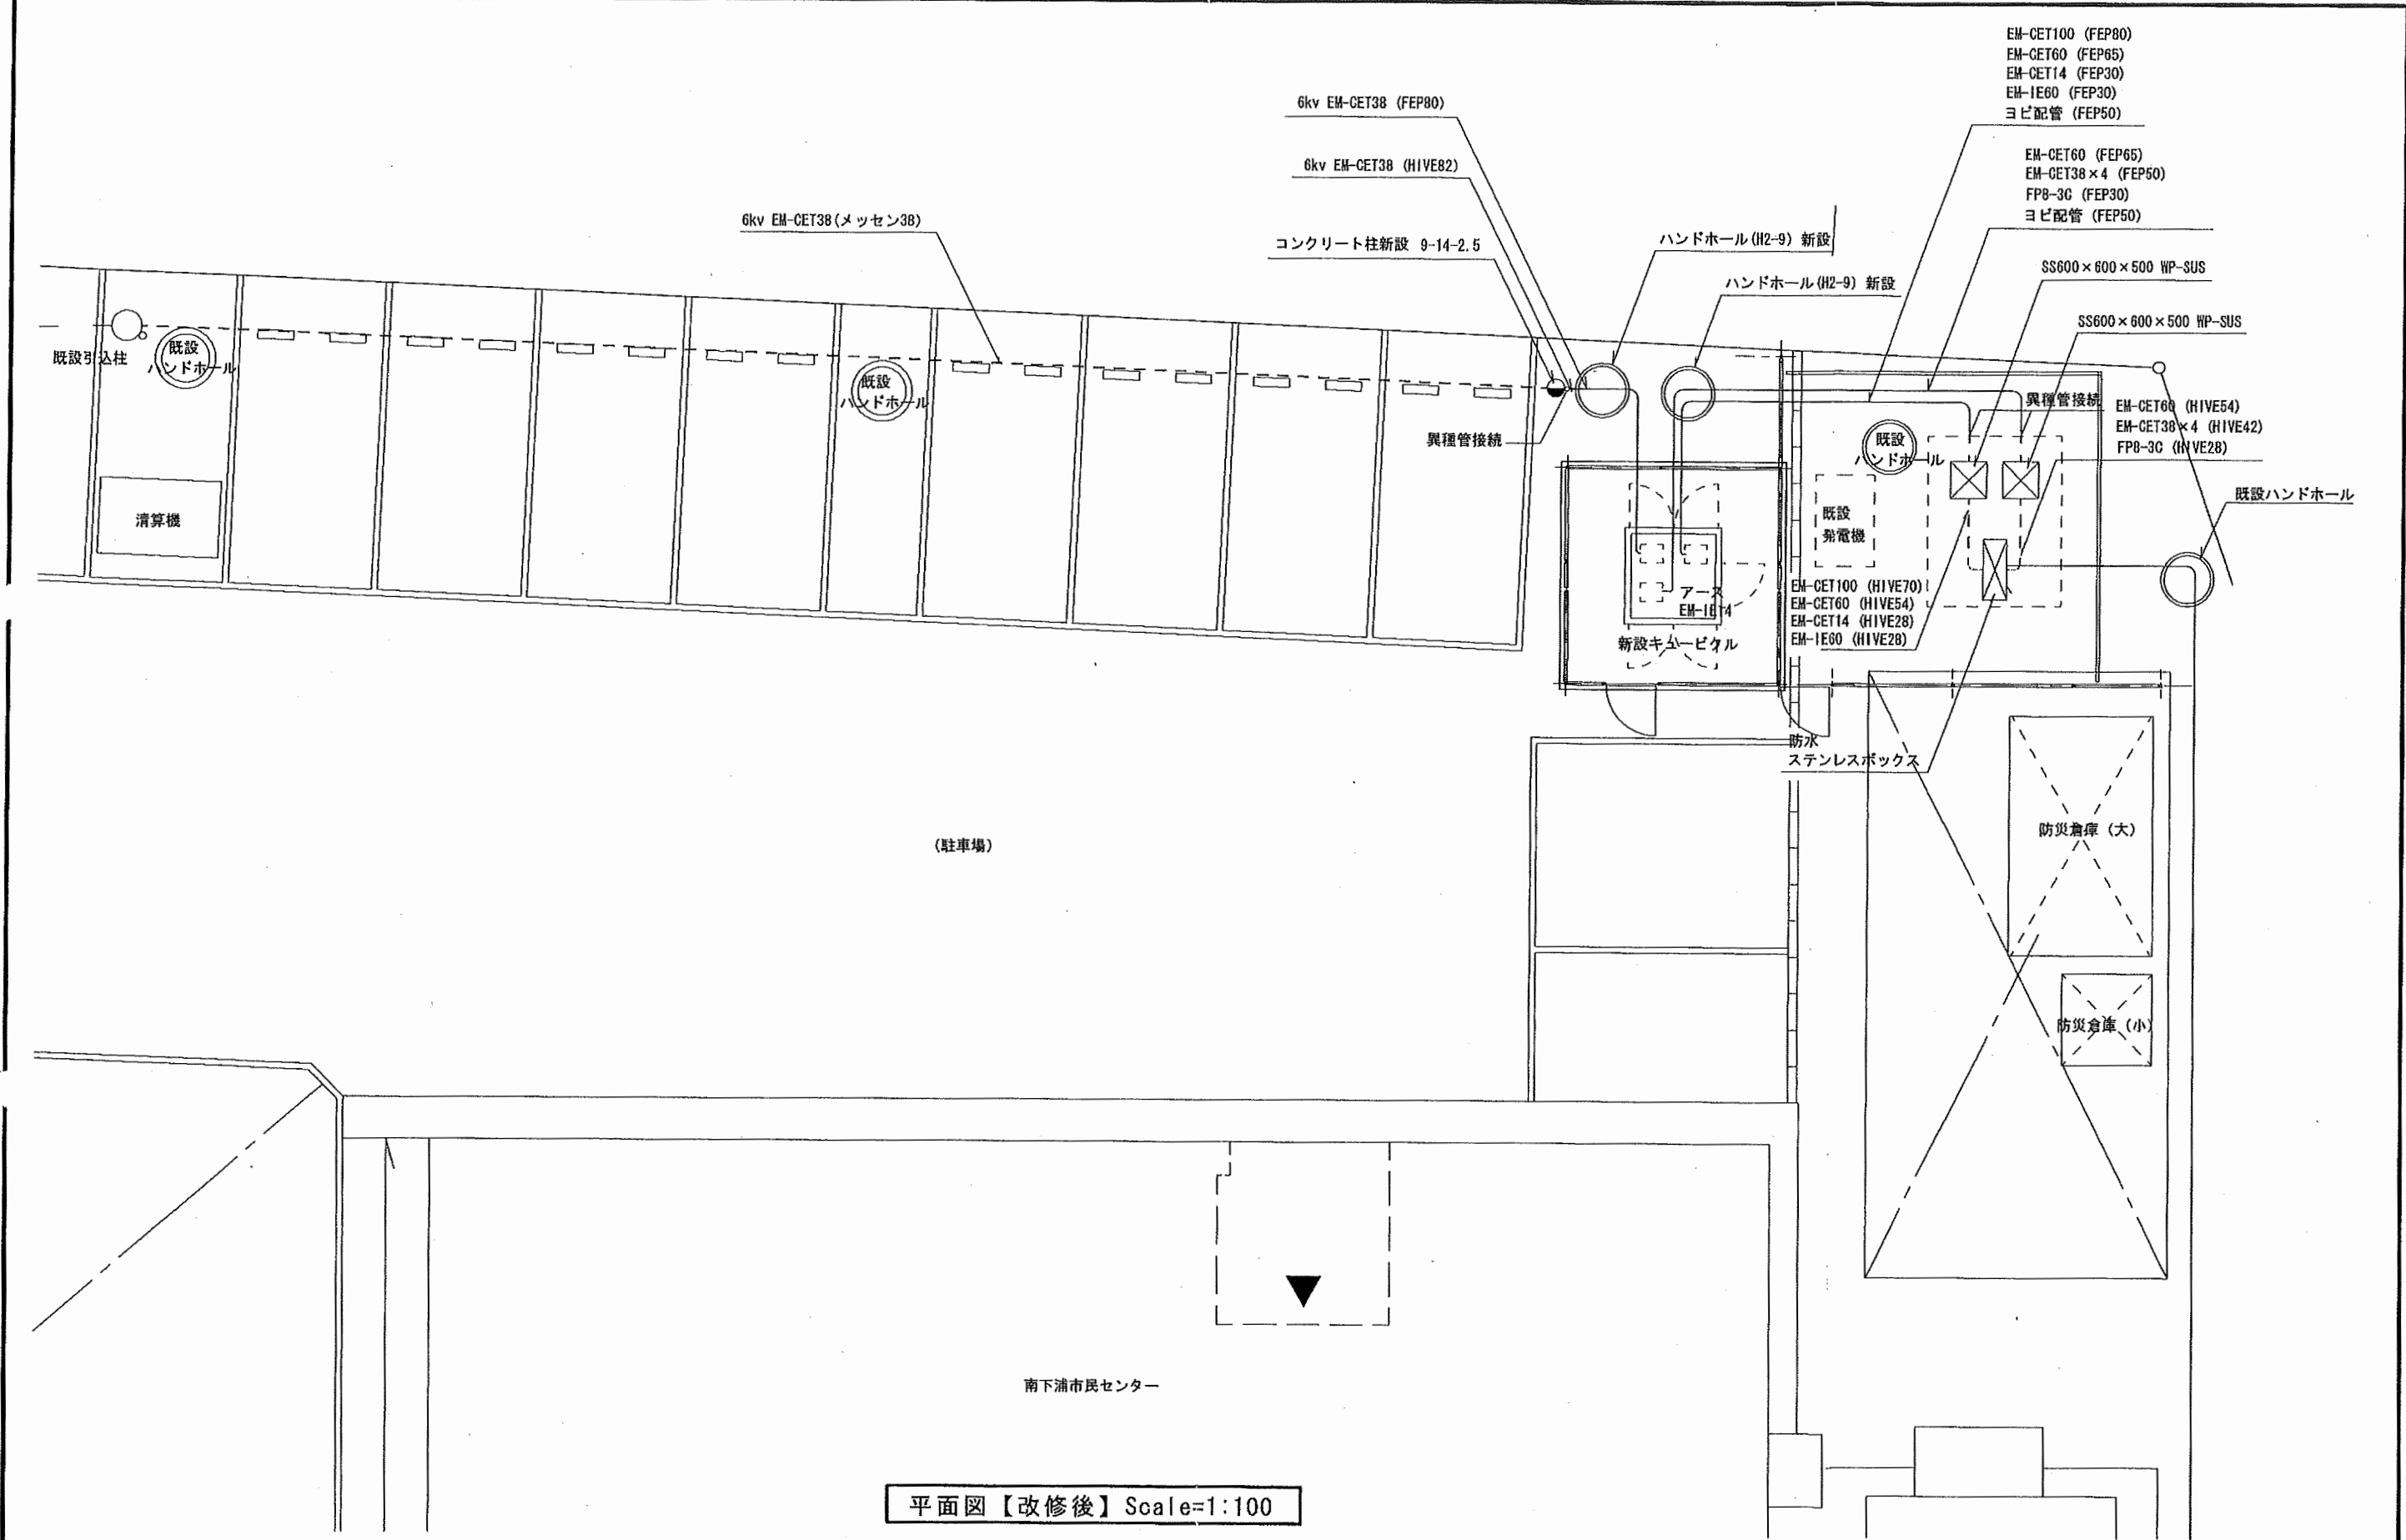 EM-CET100 (FEP80)
EM-CET60 (FEP65)
EM-CET14 (FEP30)
EM-IE60 (FEP30)
ヨビ配管 (FEP50)
6kv EM-CET38 (FEP80)
6kv EM-CET38 (HIVE82)
EM-CET60 (FEP65)
EM-CET38×4 (FEP50)
FP8-3C (FEP30)
ヨビ配管 (FEP50)
6kv EM-CET38(メッセン38)
コンクリート柱新設 9-14-2.5
ハンドホール(H2-9) 新設
ハンドホール(H2-9) 新設
SS600×600×500 WP-SUS
SS600×600×500 WP-SUS
既設引込柱
既設
ハンドホール
既設
ハンドホール
異種管接続
異種管接続
EM-CET60 (HIVE54)
EM-CET38×4 (HIVE42)
FP8-3C (HIVE28)
既設
ハンドホール
既設ハンドホール
清算機
既設
発電機
アース
EM-IE14
新設キュービクル
EM-CET100 (HIVE70)
EM-CET60 (HIVE54)
EM-CET14 (HIVE28)
EM-IE60 (HIVE28)
防水
ステンレスボックス
(駐車場)
防災倉庫 (大)
防災倉庫 (小)
南下浦市民センター
平面図【改修後】Scale=1:100